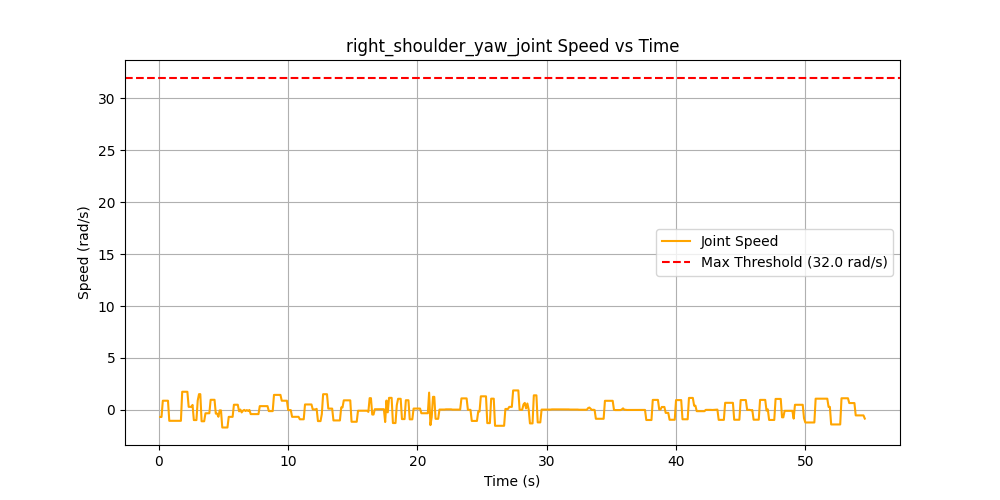 right_shoulder_yaw_joint Speed vs Time
Speed (rad/s)
30
25
20
15
10
5
0
Joint Speed
Max Threshold (32.0 rad/s)
0
10
20
30
40
50
Time (s)